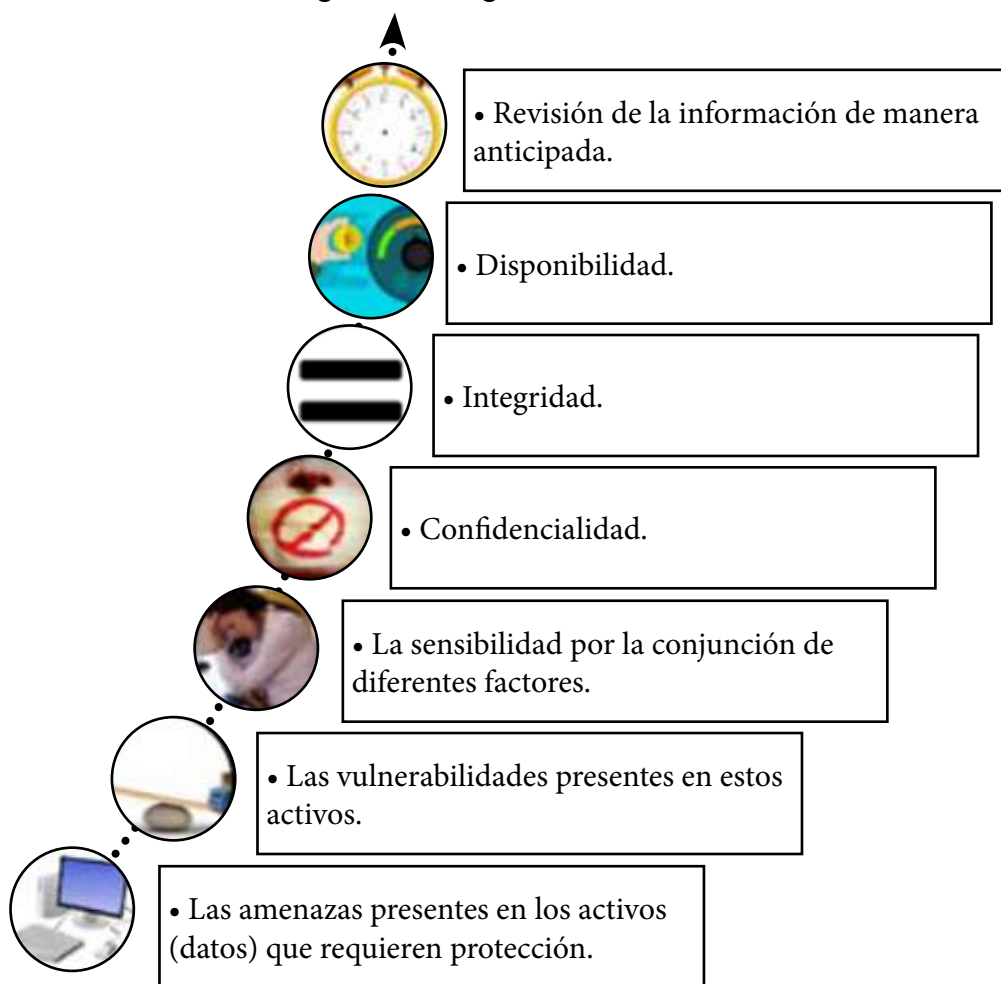 • Revisión de la información de manera
anticipada.
• Disponibilidad.
• Integridad.
• Confidencialidad.
• La sensibilidad por la conjunción de
diferentes factores.
• Las vulnerabilidades presentes en estos
activos.
• Las amenazas presentes en los activos
(datos) que requieren protección.